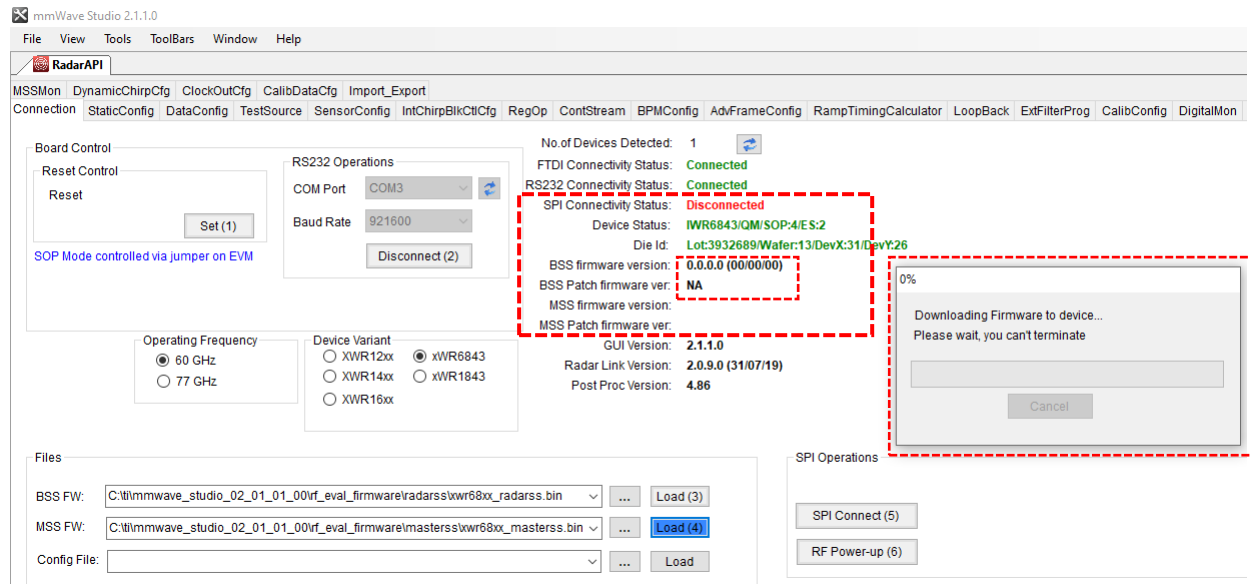 mmWave Studio 2.1.1.0
File View Tools ToolBars Window Help
RadarAPI
MSSMon DynamicChirpCfg ClockOutCfg CalibDataCfg Import_Export
Connection StaticConfig DataConfig TestSource SensorConfig IntChirpBlkCtlCfg RegOp ContStream BPMConfig AdvFrameConfig RampTimingCalculator LoopBack ExtFilterProg CalibConfig DigitalMon
Board Control
Reset Control
Reset
Set (1)
SOP Mode controlled via jumper on EVM
RS232 Operations
COM Port COM3
Baud Rate 921600
Disconnect (2)
No.of Devices Detected: 1
FTDI Connectivity Status: Connected
RS232 Connectivity Status: Connected
SPI Connectivity Status: Disconnected
Device Status: IWR6843/QM/SOP:4/ES:2
Die Id: Lot:3932689/Wafer:13/DevX:31/DevY:26
BSS firmware version: 0.0.0.0 (00/00/00)
BSS Patch firmware ver: NA
MSS firmware version:
MSS Patch firmware ver:
GUI Version: 2.1.1.0
Radar Link Version: 2.0.9.0 (31/07/19)
Post Proc Version: 4.86
0%
Downloading Firmware to device...
Please wait, you can't terminate
Cancel
Operating Frequency
60 GHz
77 GHz
Device Variant
XWR12xx xWR6843
XWR14xx xWR1843
XWR16xx
Files
BSS FW: C:\ti\mmwave_studio_02_01_01_00\rf_eval_firmware\radarss\xwr68xx_radarss.bin ... Load (3)
MSS FW: C:\ti\mmwave_studio_02_01_01_00\rf_eval_firmware\masterss\xwr68xx_masterss.bin ... Load (4)
Config File: ... Load
SPI Operations
SPI Connect (5)
RF Power-up (6)